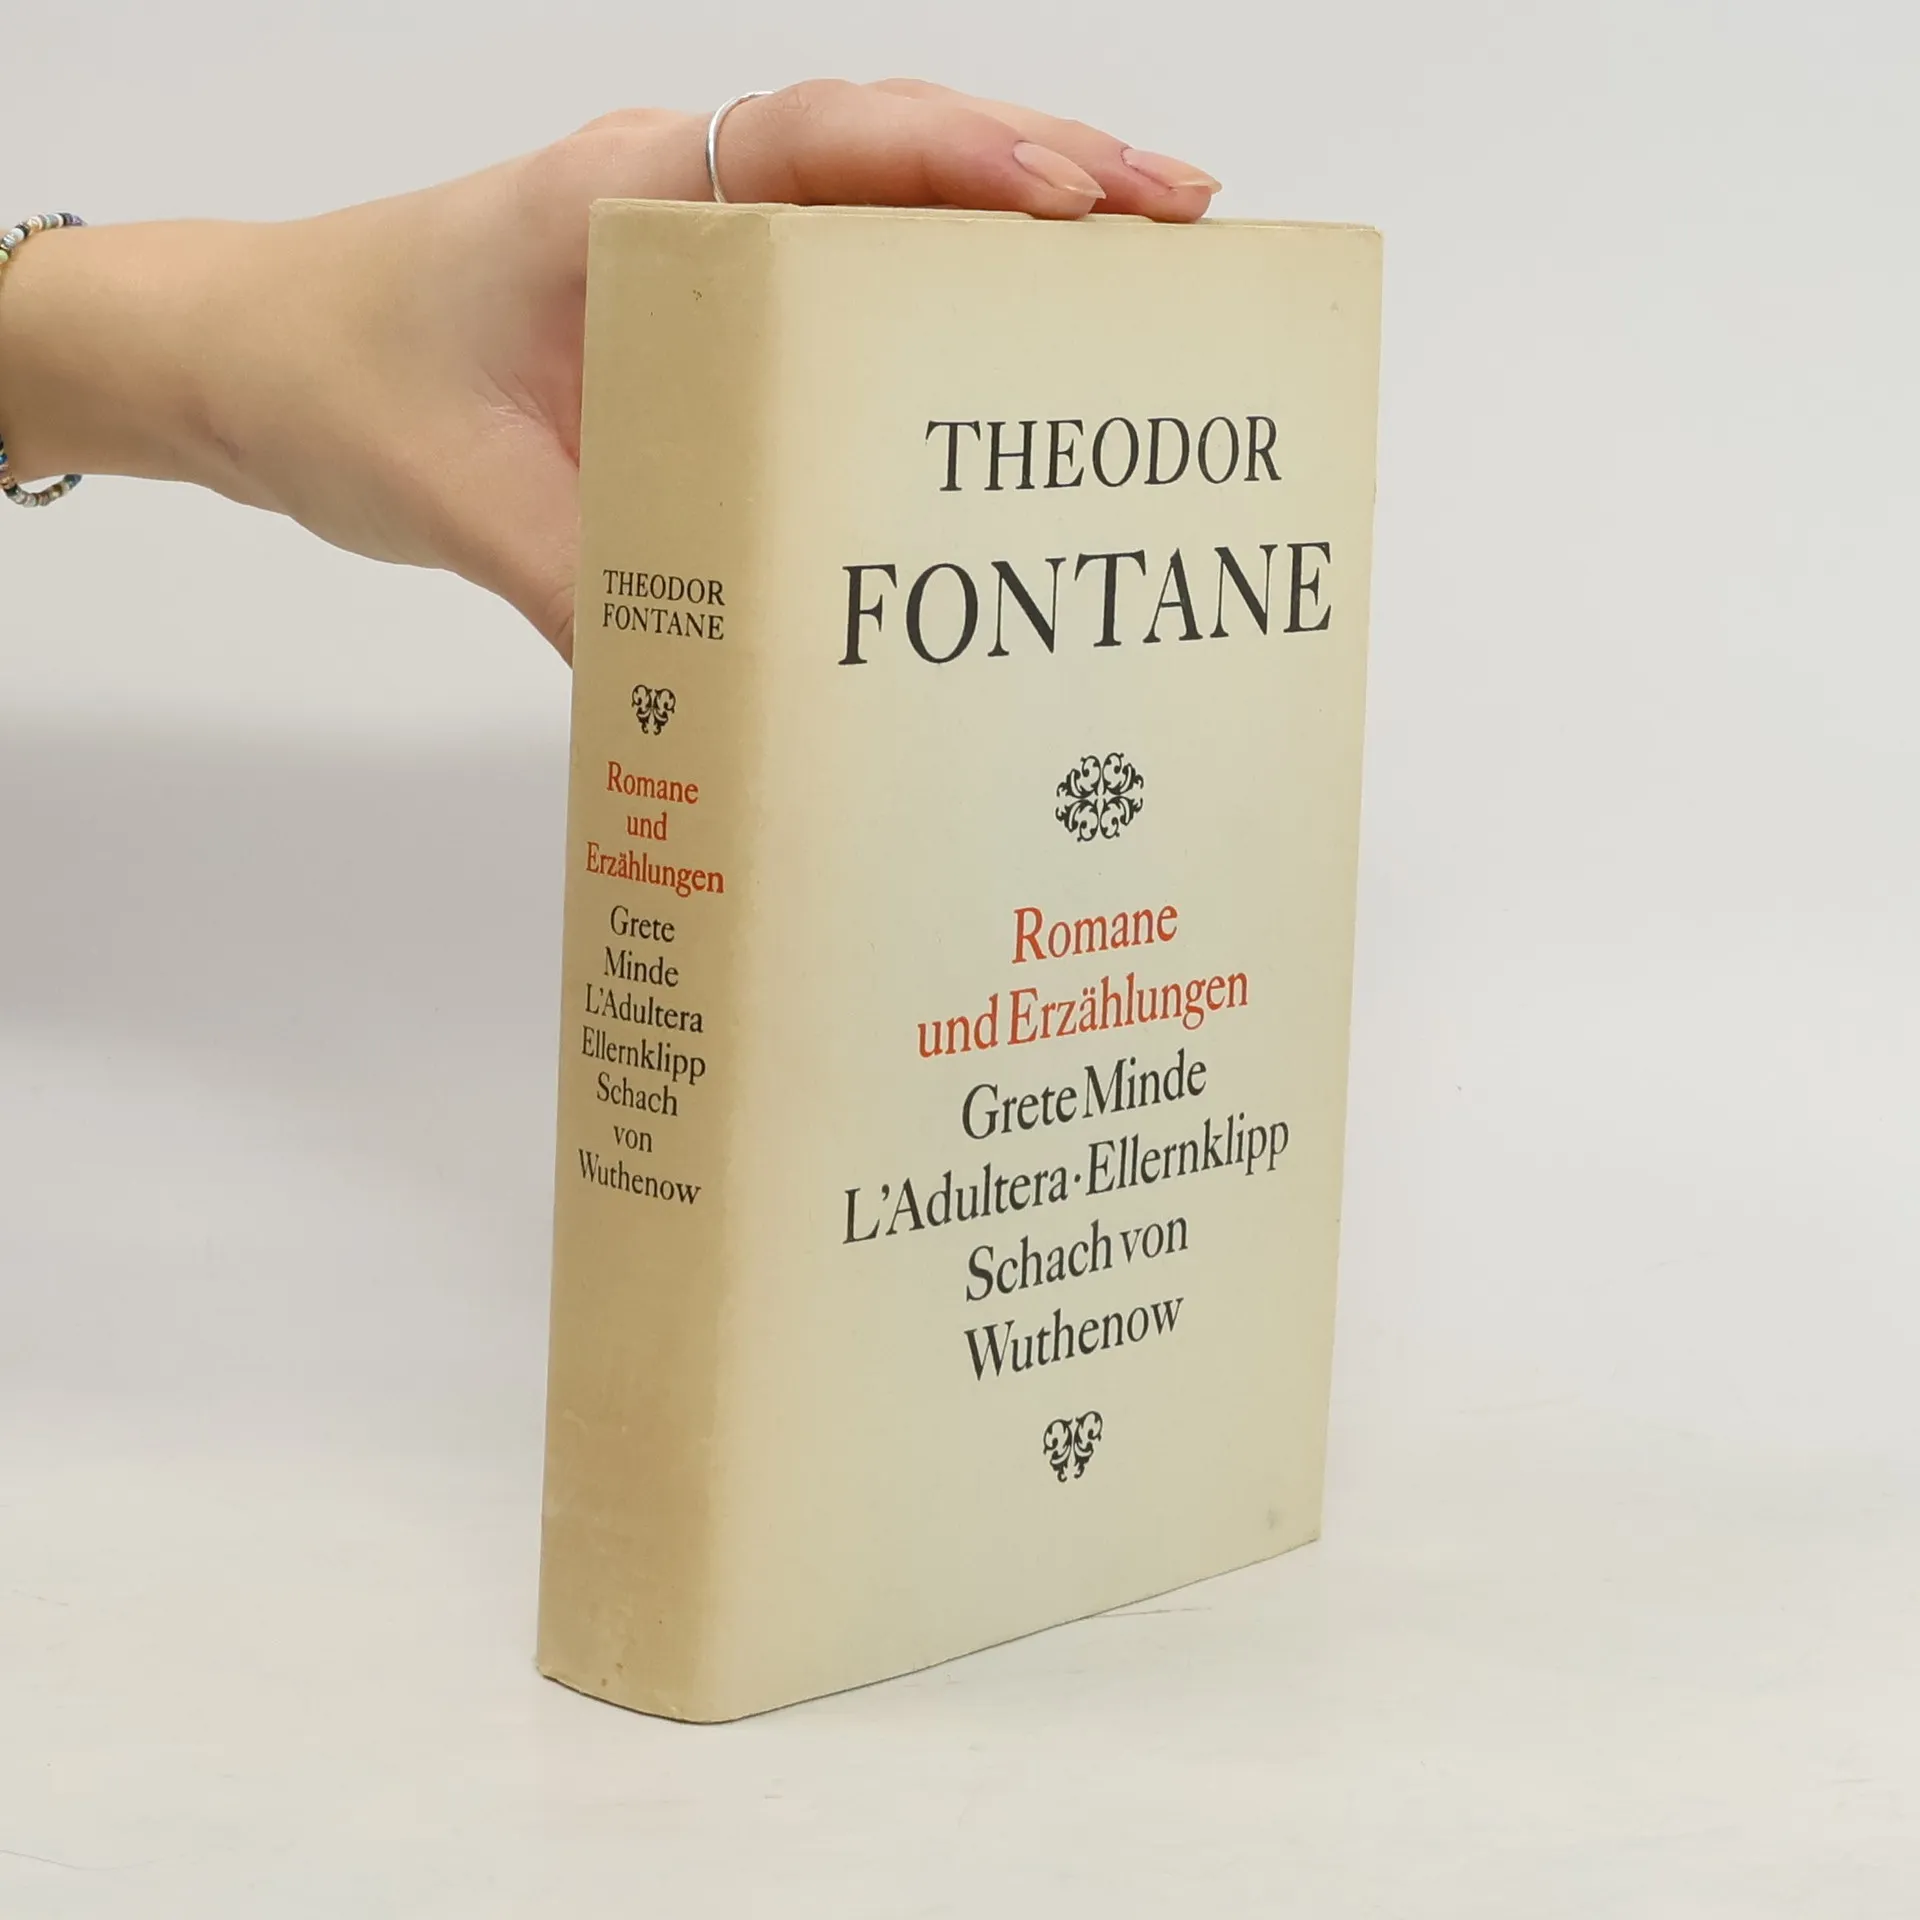 THEODOR
FONTANE
Romane
und
Erzählungen
Grete
Minde
L'Adultera
Ellernklipp
Schach
von
Wuthenow
THEODOR
FONTANE
Romane
und Erzählungen
Grete Minde
L'Adultera·Ellernklipp
Schach von
Wuthenow